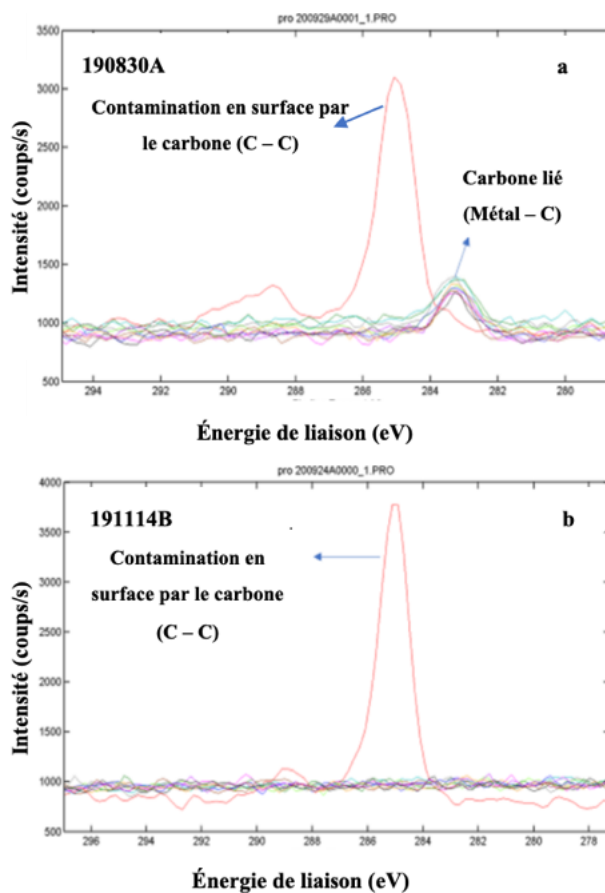 pro 200929A0001_1.PRO
3500
190830A
a
Contamination en surface par
le carbone (C – C)
3000
2500
Carbone lié
(Métal – C)
2000
1500
1000
500
Intensité (coups/s)
294 292 290 288 286 284 282 280
Énergie de liaison (eV)
pro 200924A0000_1.PRO
4000
191114B
b
3500
Contamination en
surface par le carbone
(C – C)
3000
2500
2000
1500
1000
500
Intensité (coups/s)
296 294 292 290 288 286 284 282 280 278
Énergie de liaison (eV)